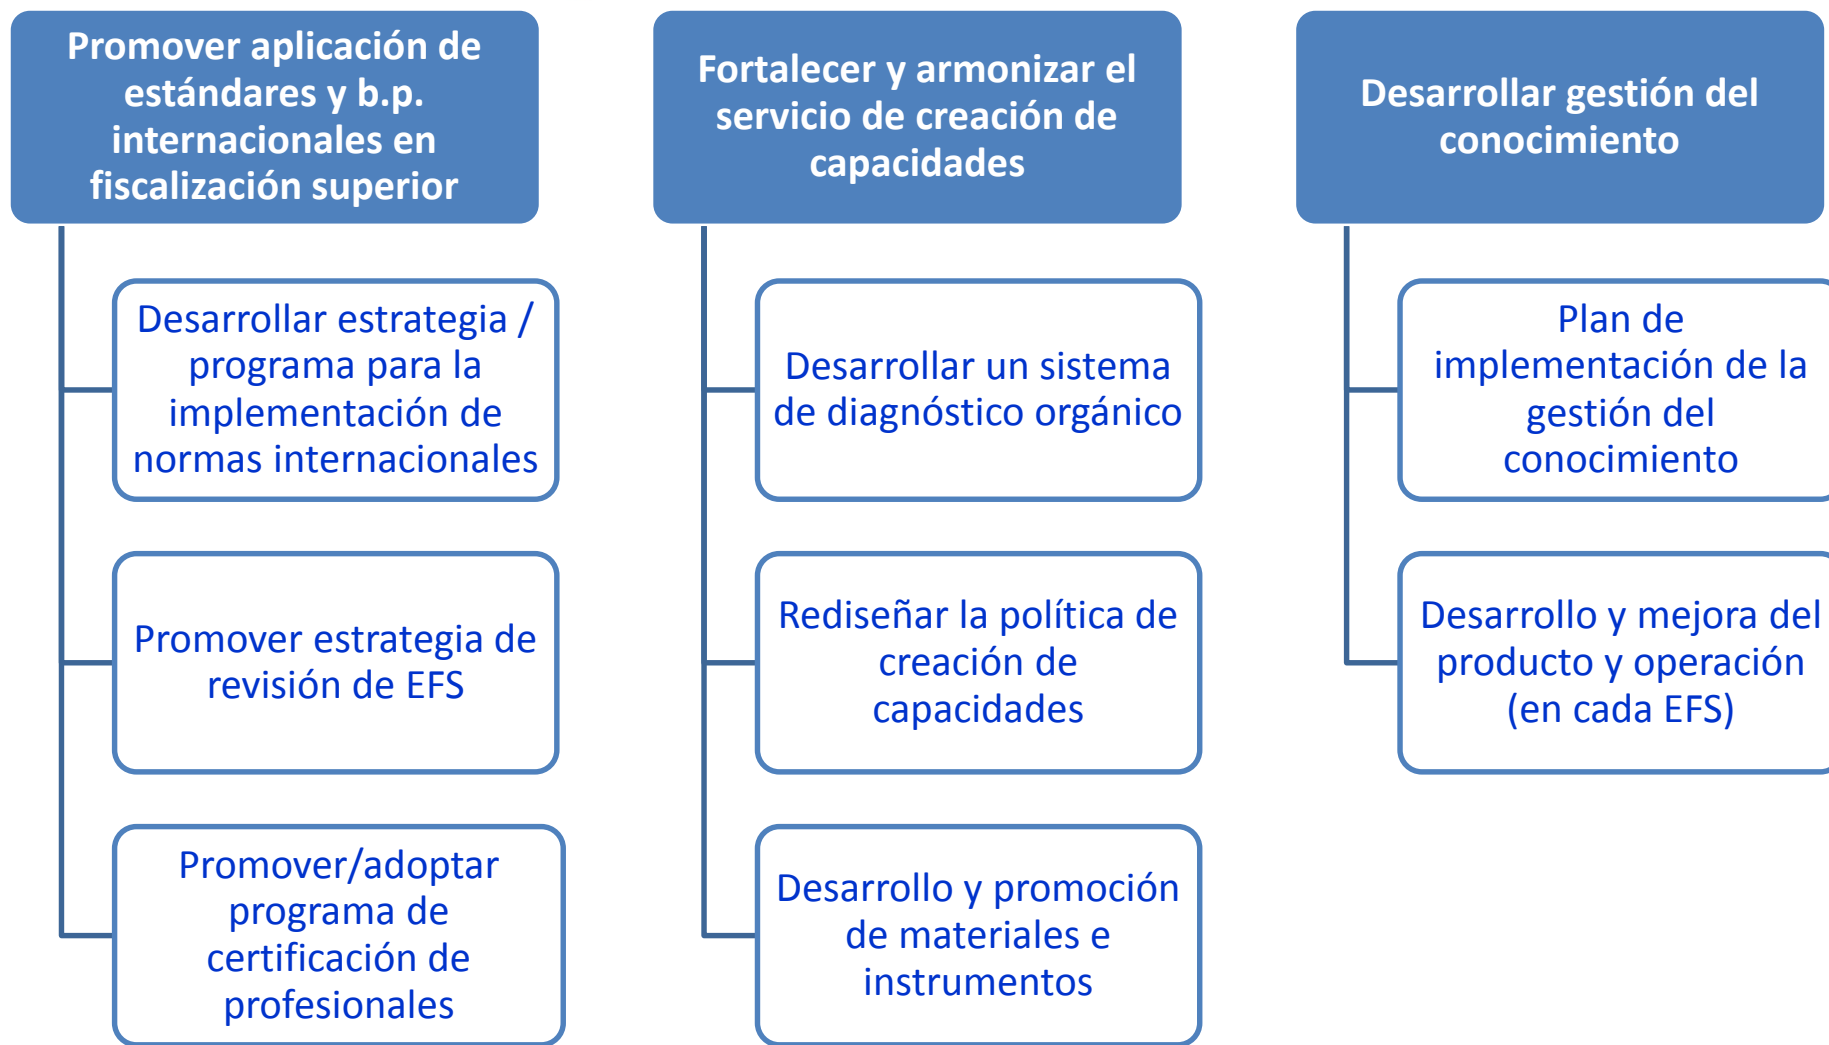 Promover aplicación de
estándares y b.p.
internacionales en
fiscalización superior
Desarrollar estrategia /
programa para la
implementación de
normas internacionales
Promover estrategia de
revisión de EFS
Promover/adoptar
programa de
certificación de
profesionales
Fortalecer y armonizar el
servicio de creación de
capacidades
Desarrollar un sistema
de diagnóstico orgánico
Rediseñar la política de
creación de
capacidades
Desarrollo y promoción
de materiales e
instrumentos
Desarrollar gestión del
conocimiento
Plan de
implementación de la
gestión del
conocimiento
Desarrollo y mejora del
producto y operación
(en cada EFS)